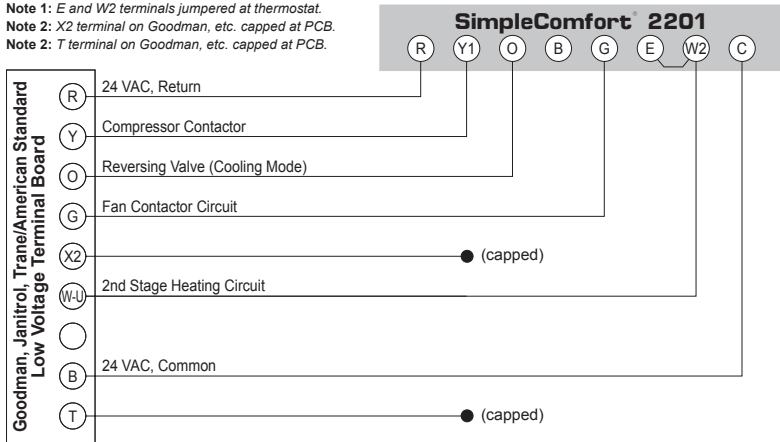 Note 1: E and W2 terminals jumpered at thermostat.
Note 2: X2 terminal on Goodman, etc. capped at PCB.
Note 2: T terminal on Goodman, etc. capped at PCB.
SimpleComfort® 2201
R Y1 O B G E W2 C
Goodman, Janitrol, Trane/American Standard
Low Voltage Terminal Board
R 24 VAC, Return
Y Compressor Contactor
O Reversing Valve (Cooling Mode)
G Fan Contactor Circuit
X2 (capped)
W-U 2nd Stage Heating Circuit
B 24 VAC, Common
T (capped)